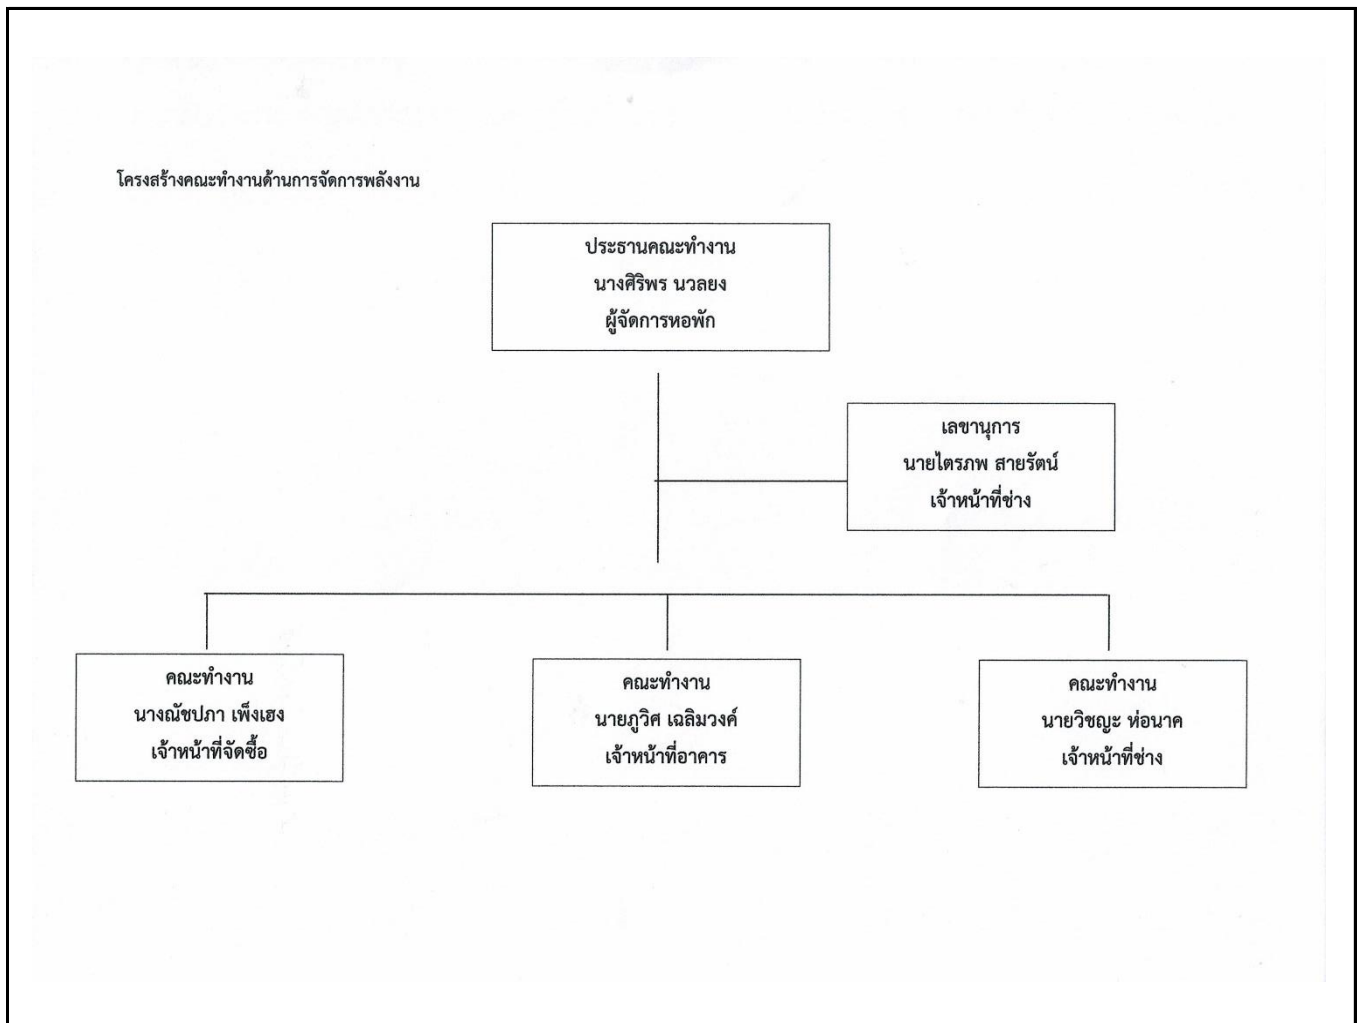 โครงสร้างคณะทำงานด้านการจัดการพลังงาน
ประธานคณะทำงาน
นางศิริพร นวลยง
ผู้จัดการหอพัก
เลขานุการ
นายไตรภพ สายรัตน์
เจ้าหน้าที่ช่าง
คณะทำงาน
นางณัชปภา เพ็งเฮง
เจ้าหน้าที่จัดซื้อ
คณะทำงาน
นายภูวิศ เฉลิมวงค์
เจ้าหน้าที่อาคาร
คณะทำงาน
นายวิชญะ ห่อนาค
เจ้าหน้าที่ช่าง